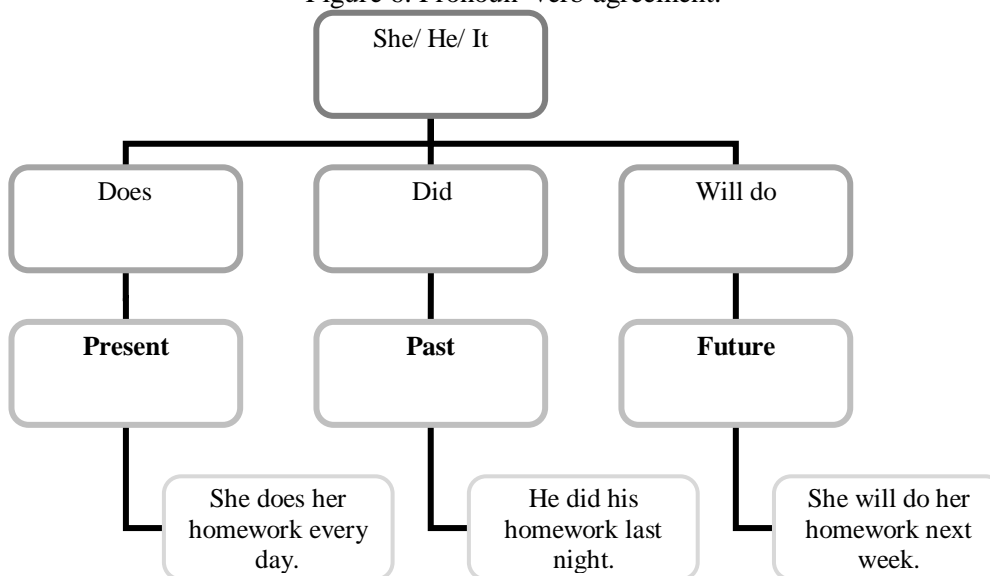 Figure Pronoun- verb agreement.
She/ He/ It
Does
Did
Will do
Present
Past
Future
She does her
homework every
day.
He did his
homework last
night.
She will do her
homework next
week.